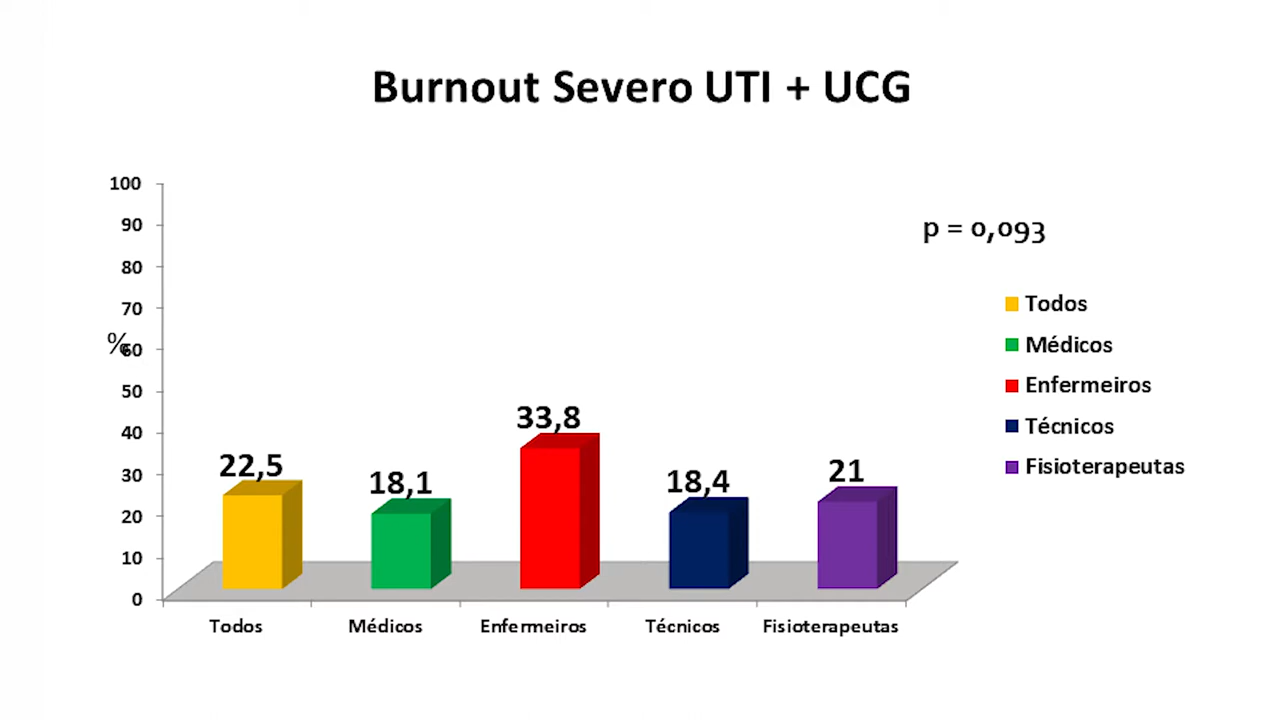 Burnout Severo UTI + UCG
100
90
80
70
60
50
40
30
20
10
0
%
p = 0,093
22,5
18,1
33,8
18,4
21
Todos
Médicos
Enfermeiros
Técnicos
Fisioterapeutas
Todos
Médicos
Enfermeiros
Técnicos
Fisioterapeutas